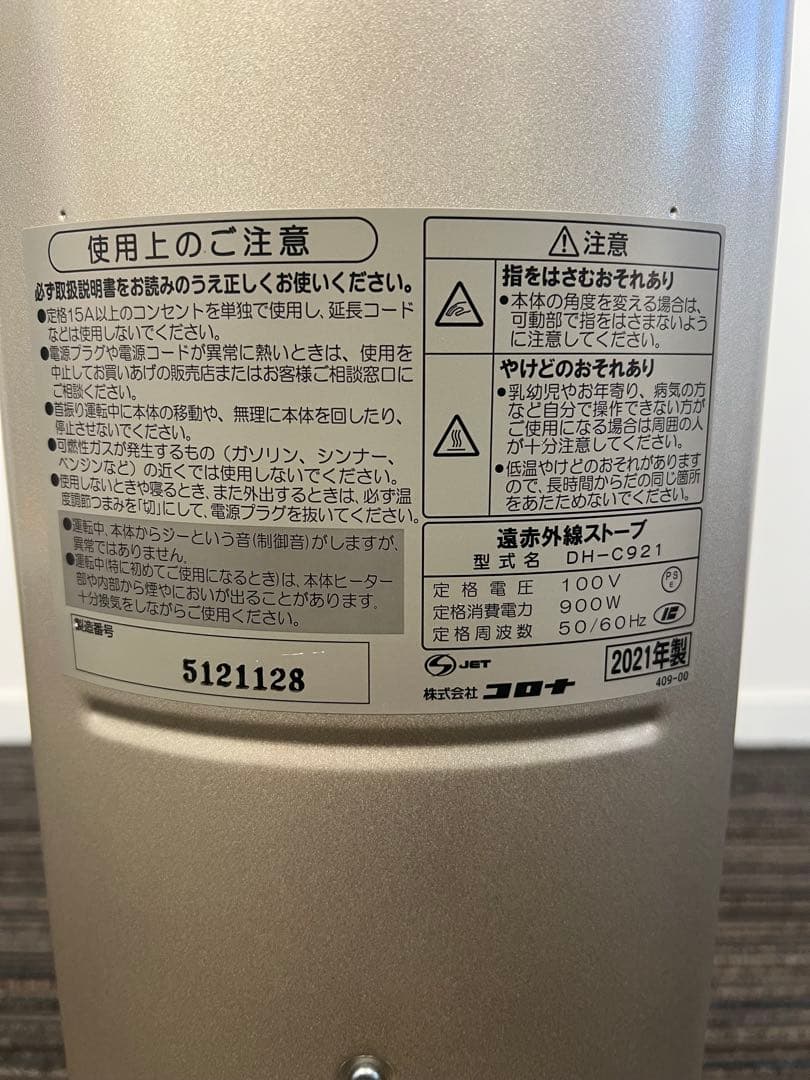 使用上のご注意
必ず取扱説明書をお読みのうえ正しくお使いください。
●定格15A以上のコンセントを単独で使用し、延長コード
などは使用しないでください。
●電源プラグや電源コードが異常に熱いときは、使用を
中止してお買いあげの販売店またはお客様ご相談窓口に
ご相談ください。
●首振り運転中に本体の移動や、無理に本体を回したり、
停止させないでください。
●可燃性ガスが発生するもの（ガソリン、シンナー、
ベンジンなど）の近くでは使用しないでください。
●使用しないときや寝るとき、また外出するときは、必ず温
度調節つまみを「切」にして、電源プラグを抜いてください。
●運転中、本体からジーという音(制御音)がしますが、
異常ではありません。
●運転中(特に初めてご使用になるとき)は、本体ヒーター
部や内部から煙やにおいが出ることがあります。
十分換気をしながらご使用ください。
製造番号
5121128
⚠注意
指をはさむおそれあり
●本体の角度を変える場合は、
可動部で指をはさまないよう
に注意してください。
やけどのおそれあり
●乳幼児やお年寄り、病気の方
など自分で操作できない方が
ご使用になる場合は周囲の人
が十分注意してください。
●低温やけどのおそれがあります
ので、長時間からだの同じ箇所
をあたためないでください。
遠赤外線ストーブ
型式名 DH-C921
定格電圧 100V
定格消費電力 900W
定格周波数 50/60Hz
PS
E
JET
株式会社 コロナ
2021年製
409-00